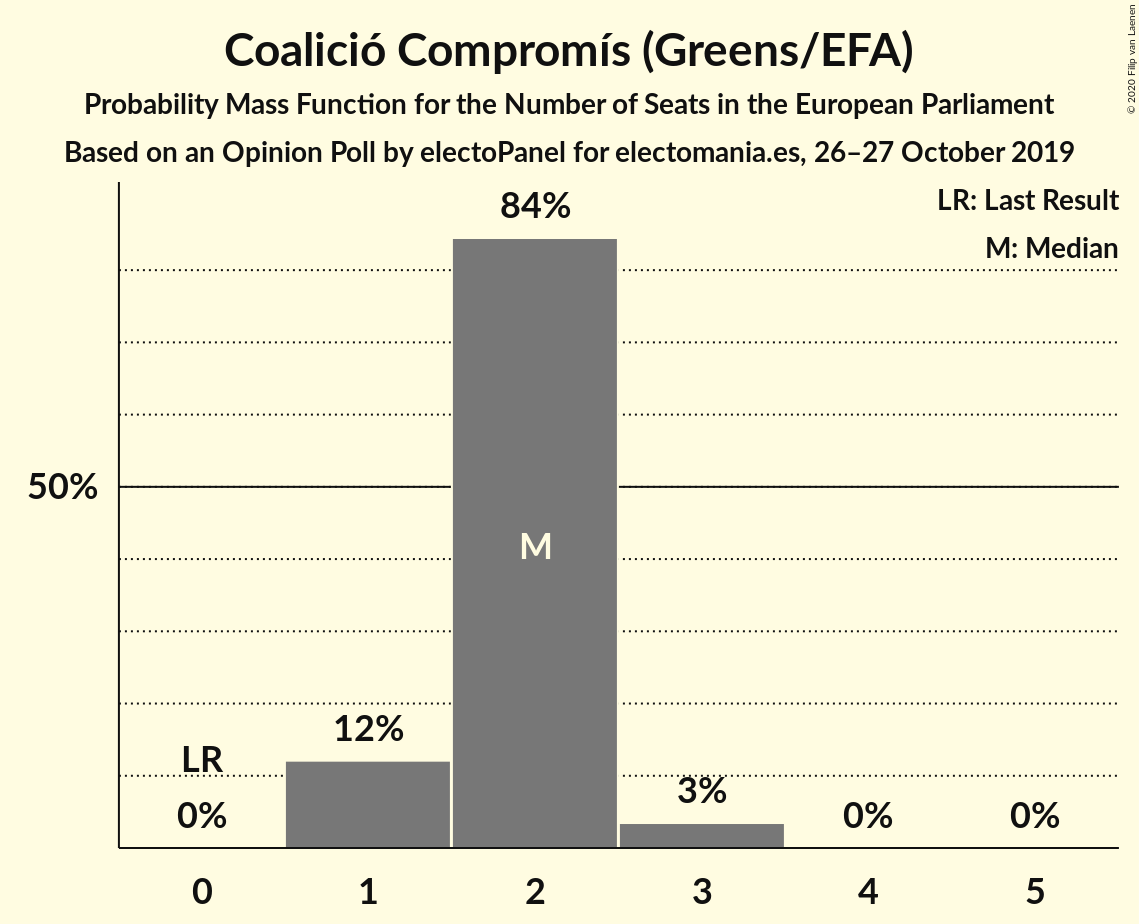 Coalició Compromís (Greens/EFA)
Probability Mass Function for the Number of Seats in the European Parliament
Based on an Opinion Poll by electoPanel for electomania.es, 26–27 October 2019
© 2020 Filip van Laenen
LR: Last Result
M: Median
84%
50%
M
12%
LR
3%
0%
0%
0%
0 1 2 3 4 5